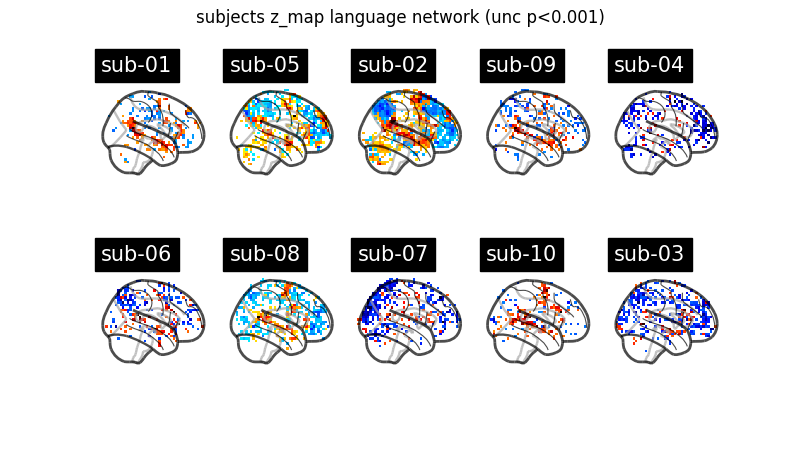 subjects z_map language network (unc p<0.001)
sub-01
sub-05
sub-02
sub-09
sub-04
sub-06
sub-08
sub-07
sub-10
sub-03